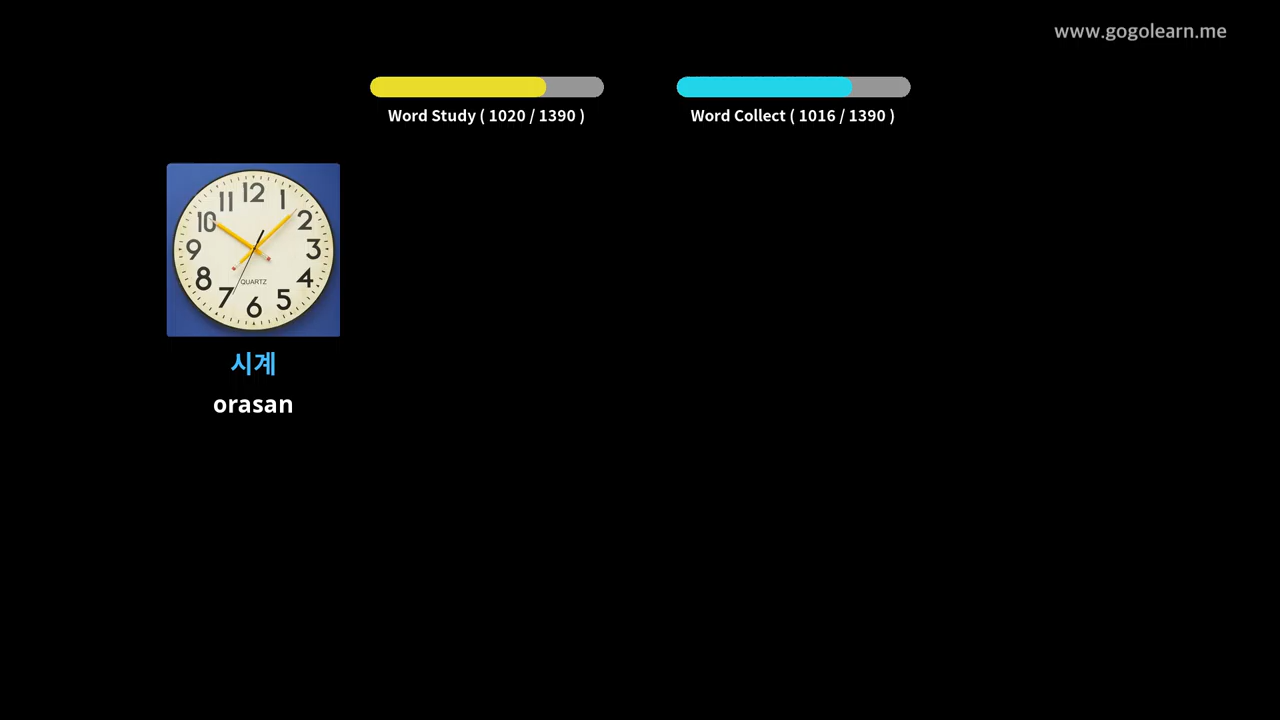 www.gogolearn.me
Word Study ( 1020 / 1390 )
Word Collect ( 1016 / 1390 )
12
11
1
10
2
9
3
8
4
QUARTZ
7
5
6
시계
orasan